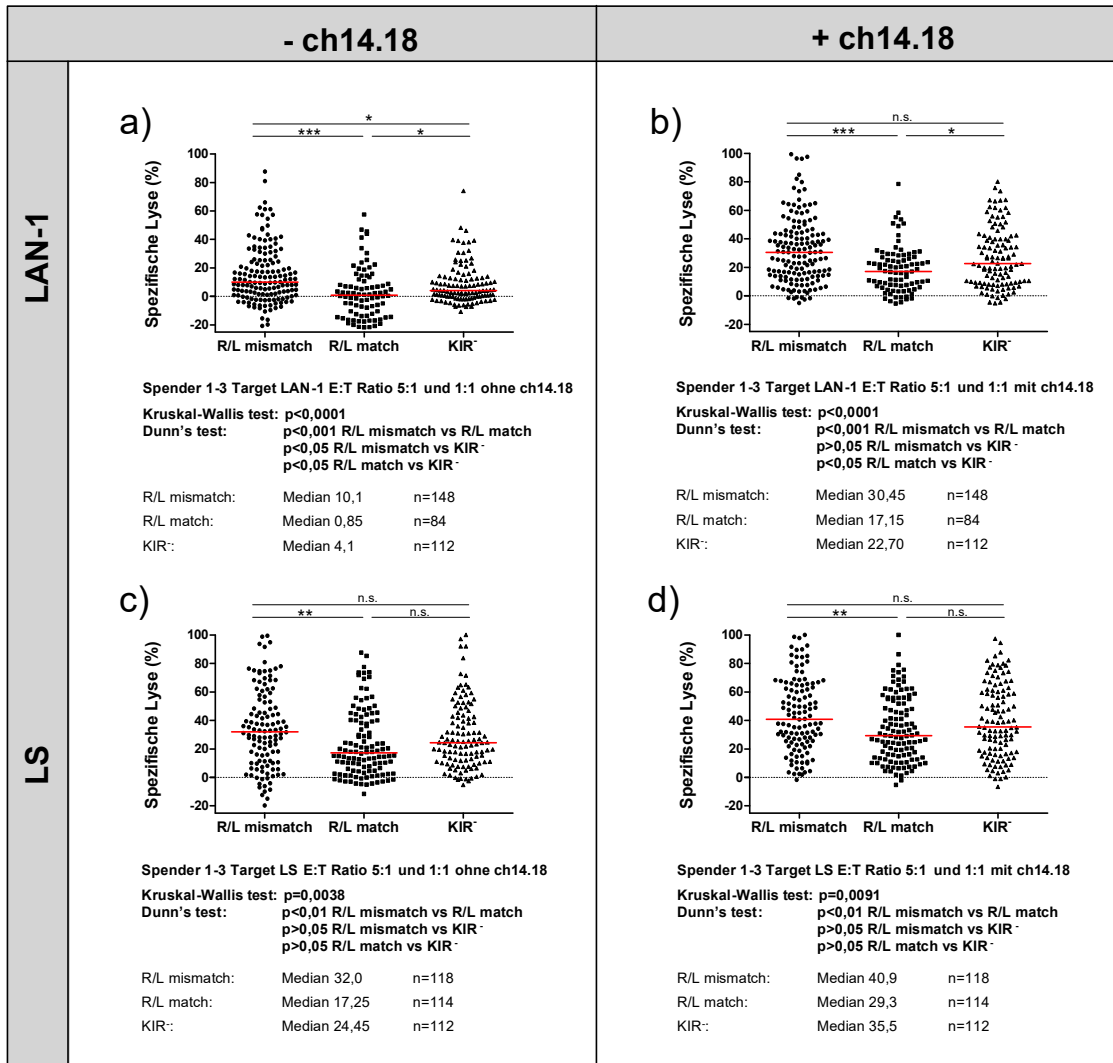 - ch14.18
+ ch14.18
LAN-1
a)
*
***
*
Spezifische Lyse (%)
100
80
60
40
20
0
-20
R/L mismatch
R/L match
KIR⁻
Spender 1-3 Target LAN-1 E:T Ratio 5:1 und 1:1 ohne ch14.18
Kruskal-Wallis test: p<0,0001
Dunn's test: p<0,001 R/L mismatch vs R/L match
p<0,05 R/L mismatch vs KIR⁻
p<0,05 R/L match vs KIR⁻
R/L mismatch: Median 10,1 n=148
R/L match: Median 0,85 n=84
KIR⁻: Median 4,1 n=112
b)
n.s.
***
*
Spezifische Lyse (%)
100
80
60
40
20
0
-20
R/L mismatch
R/L match
KIR⁻
Spender 1-3 Target LAN-1 E:T Ratio 5:1 und 1:1 mit ch14.18
Kruskal-Wallis test: p<0,0001
Dunn's test: p<0,001 R/L mismatch vs R/L match
p>0,05 R/L mismatch vs KIR⁻
p<0,05 R/L match vs KIR⁻
R/L mismatch: Median 30,45 n=148
R/L match: Median 17,15 n=84
KIR⁻: Median 22,70 n=112
LS
c)
n.s.
**
n.s.
Spezifische Lyse (%)
100
80
60
40
20
0
-20
R/L mismatch
R/L match
KIR⁻
Spender 1-3 Target LS E:T Ratio 5:1 und 1:1 ohne ch14.18
Kruskal-Wallis test: p=0,0038
Dunn's test: p<0,01 R/L mismatch vs R/L match
p>0,05 R/L mismatch vs KIR⁻
p>0,05 R/L match vs KIR⁻
R/L mismatch: Median 32,0 n=118
R/L match: Median 17,25 n=114
KIR⁻: Median 24,45 n=112
d)
n.s.
**
n.s.
Spezifische Lyse (%)
100
80
60
40
20
0
-20
R/L mismatch
R/L match
KIR⁻
Spender 1-3 Target LS E:T Ratio 5:1 und 1:1 mit ch14.18
Kruskal-Wallis test: p=0,0091
Dunn's test: p<0,01 R/L mismatch vs R/L match
p>0,05 R/L mismatch vs KIR⁻
p>0,05 R/L match vs KIR⁻
R/L mismatch: Median 40,9 n=118
R/L match: Median 29,3 n=114
KIR⁻: Median 35,5 n=112